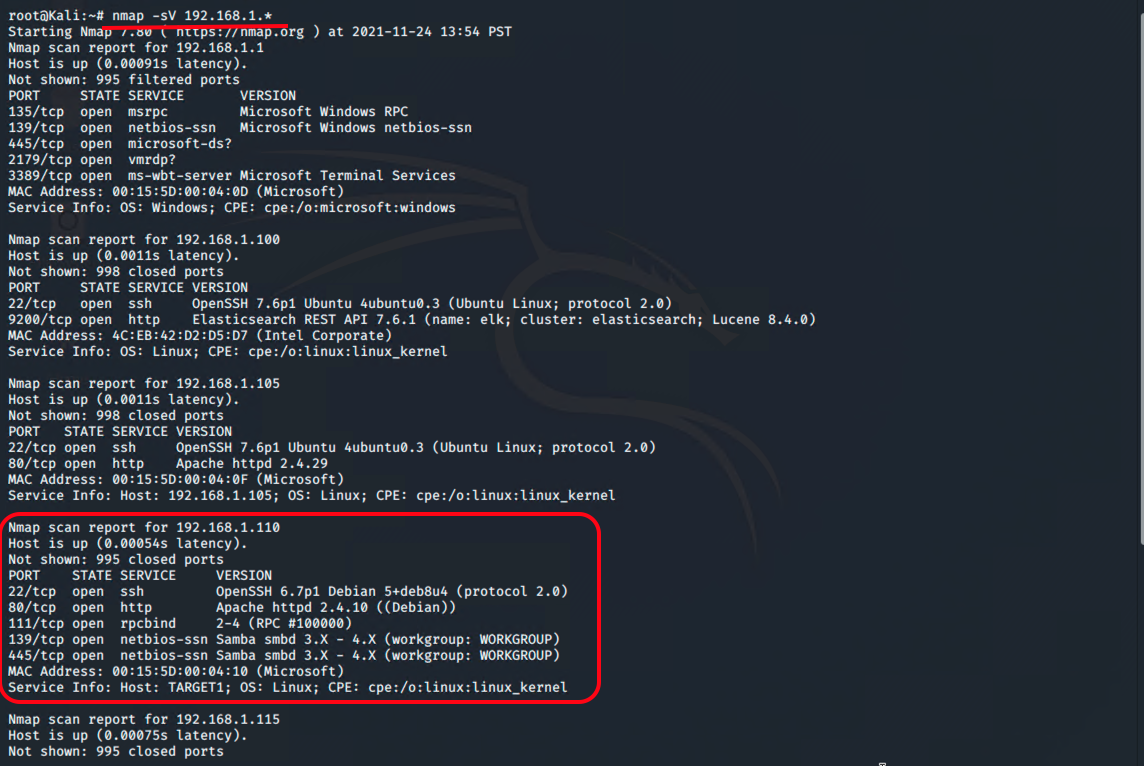 root@Kali:~# nmap -sV 192.168.1.*
Starting Nmap 7.80 ( https://nmap.org ) at 2021-11-24 13:54 PST
Nmap scan report for 192.168.1.1
Host is up (0.00091s latency).
Not shown: 995 filtered ports
PORT     STATE SERVICE       VERSION
135/tcp  open  msrpc         Microsoft Windows RPC
139/tcp  open  netbios-ssn   Microsoft Windows netbios-ssn
445/tcp  open  microsoft-ds?
2179/tcp open  vmrdp?
3389/tcp open  ms-wbt-server Microsoft Terminal Services
MAC Address: 00:15:5D:00:04:0D (Microsoft)
Service Info: OS: Windows; CPE: cpe:/o:microsoft:windows

Nmap scan report for 192.168.1.100
Host is up (0.0011s latency).
Not shown: 998 closed ports
PORT     STATE SERVICE VERSION
22/tcp   open  ssh     OpenSSH 7.6p1 Ubuntu 4ubuntu0.3 (Ubuntu Linux; protocol 2.0)
9200/tcp open  http    Elasticsearch REST API 7.6.1 (name: elk; cluster: elasticsearch; Lucene 8.4.0)
MAC Address: 4C:EB:42:D2:D5:D7 (Intel Corporate)
Service Info: OS: Linux; CPE: cpe:/o:linux:linux_kernel

Nmap scan report for 192.168.1.105
Host is up (0.0011s latency).
Not shown: 998 closed ports
PORT   STATE SERVICE VERSION
22/tcp open  ssh     OpenSSH 7.6p1 Ubuntu 4ubuntu0.3 (Ubuntu Linux; protocol 2.0)
80/tcp open  http    Apache httpd 2.4.29
MAC Address: 00:15:5D:00:04:0F (Microsoft)
Service Info: Host: 192.168.1.105; OS: Linux; CPE: cpe:/o:linux:linux_kernel

Nmap scan report for 192.168.1.110
Host is up (0.00054s latency).
Not shown: 995 closed ports
PORT    STATE SERVICE     VERSION
22/tcp  open  ssh         OpenSSH 6.7p1 Debian 5+deb8u4 (protocol 2.0)
80/tcp  open  http        Apache httpd 2.4.10 ((Debian))
111/tcp open  rpcbind     2-4 (RPC #100000)
139/tcp open  netbios-ssn Samba smbd 3.X - 4.X (workgroup: WORKGROUP)
445/tcp open  netbios-ssn Samba smbd 3.X - 4.X (workgroup: WORKGROUP)
MAC Address: 00:15:5D:00:04:10 (Microsoft)
Service Info: Host: TARGET1; OS: Linux; CPE: cpe:/o:linux:linux_kernel

Nmap scan report for 192.168.1.115
Host is up (0.00075s latency).
Not shown: 995 closed ports